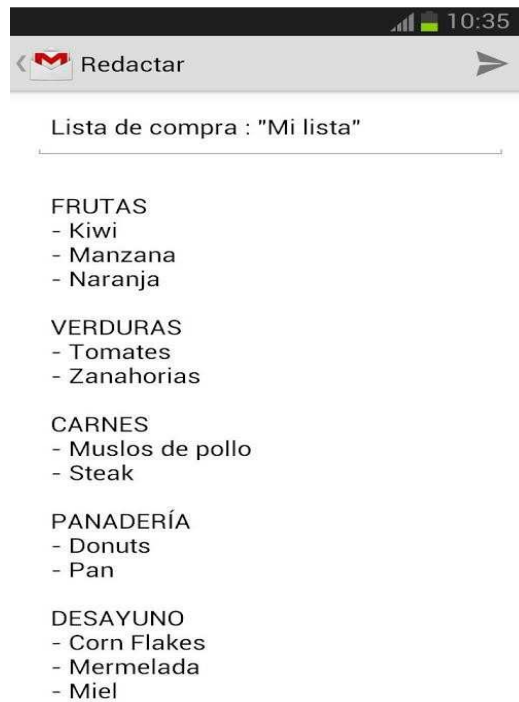 10:35
Redactar
Lista de compra : "Mi lista"
FRUTAS
- Kiwi
- Manzana
- Naranja
VERDURAS
- Tomates
- Zanahorias
CARNES
- Muslos de pollo
- Steak
PANADERÍA
- Donuts
- Pan
DESAYUNO
- Corn Flakes
- Mermelada
- Miel